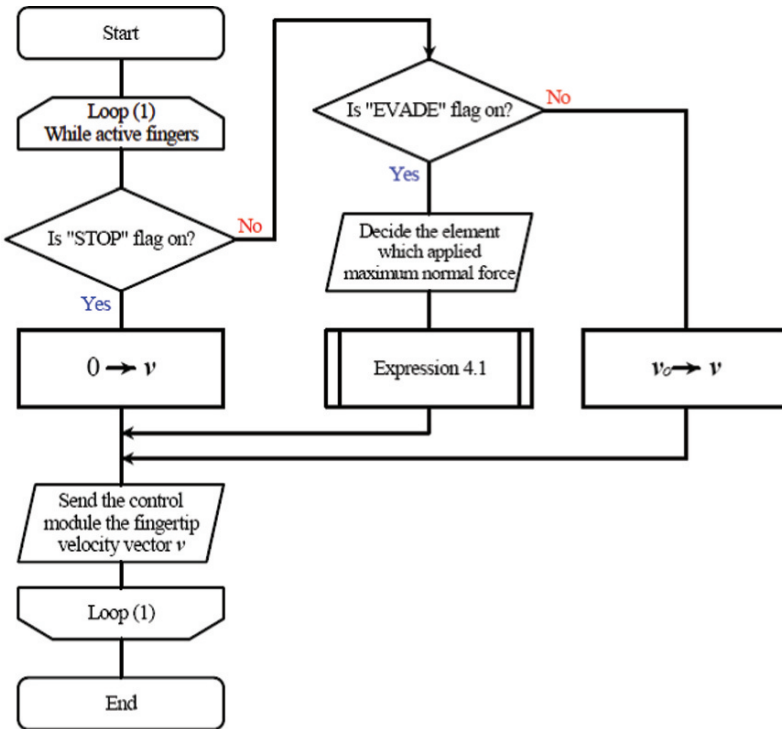 Start
Loop (1)
While active fingers
Is "STOP" flag on?
No
Yes
0 → v
Is "EVADE" flag on?
No
Yes
Decide the element
which applied
maximum normal force
Expression 4.1
vo → v
Send the control
module the fingertip
velocity vector v
Loop (1)
End